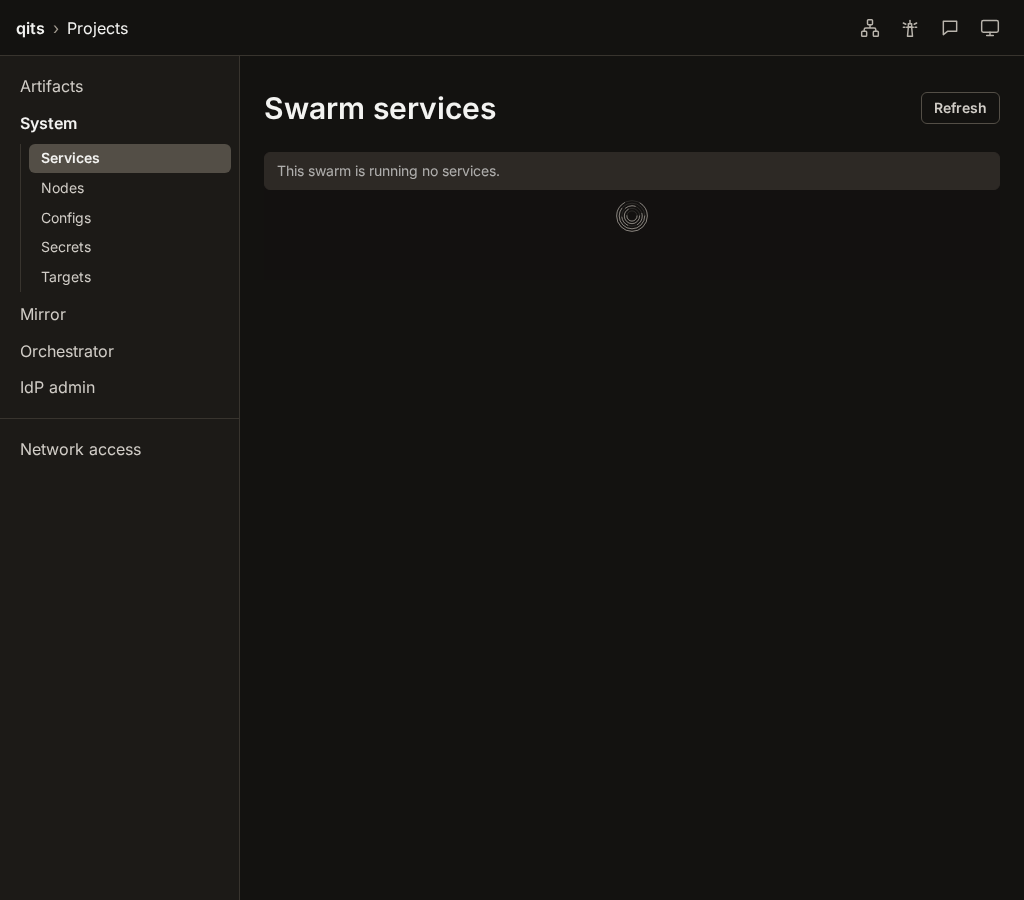 qits › Projects
Artifacts
System
Services
Nodes
Configs
Secrets
Targets
Mirror
Orchestrator
IdP admin
Network access
Swarm services
Refresh
This swarm is running no services.